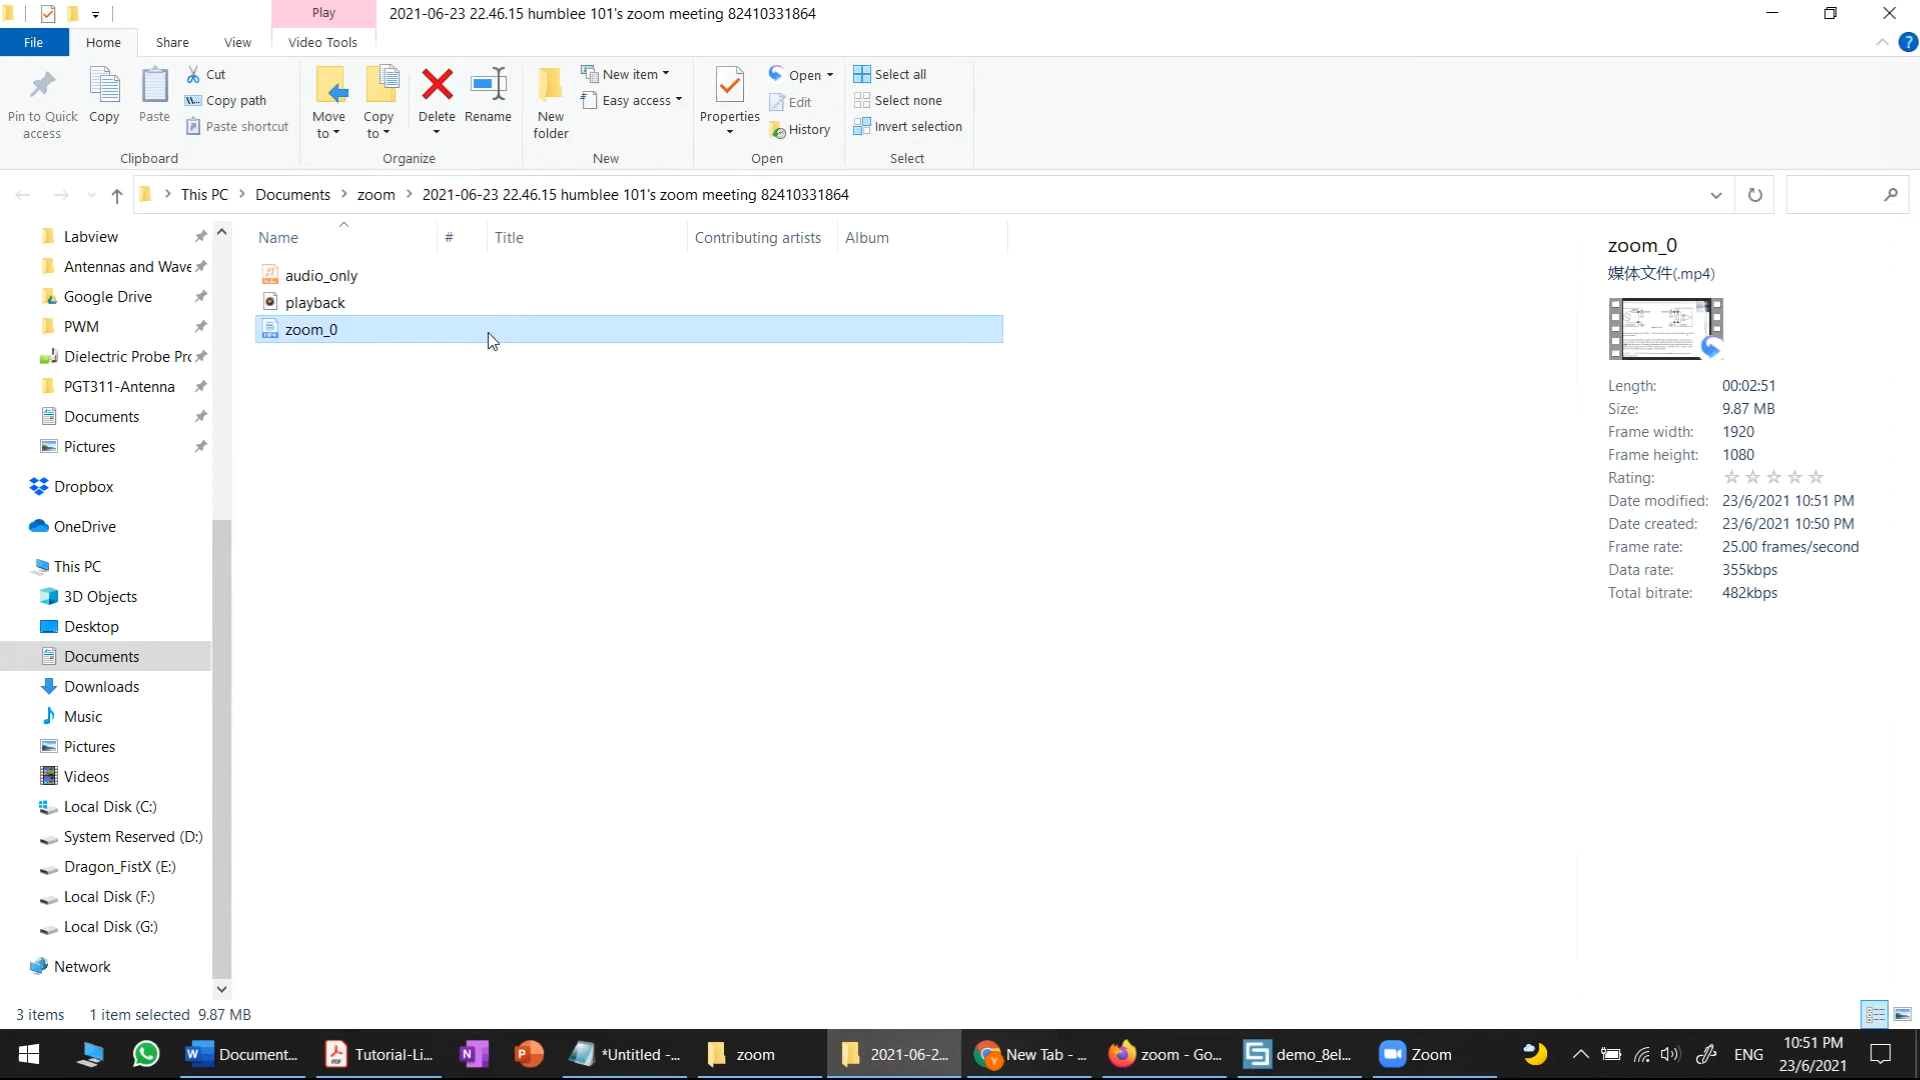 Play
2021-06-23 22.46.15 humblee 101's zoom meeting 82410331864
File
Home
Share
View
Video Tools
Pin to Quick access
Copy
Paste
Cut
Copy path
Paste shortcut
Clipboard
Move to
Copy to
Delete
Rename
Organize
New folder
New item
Easy access
New
Properties
Open
Edit
History
Open
Select all
Select none
Invert selection
Select
This PC
Documents
zoom
2021-06-23 22.46.15 humblee 101's zoom meeting 82410331864
Labview
Antennas and Wave
Google Drive
PWM
Dielectric Probe Pro
PGT311-Antenna
Documents
Pictures
Dropbox
OneDrive
This PC
3D Objects
Desktop
Documents
Downloads
Music
Pictures
Videos
Local Disk (C:)
System Reserved (D:)
Dragon_FistX (E:)
Local Disk (F:)
Local Disk (G:)
Network
Name # Title Contributing artists Album
audio_only
playback
zoom_0
zoom_0
媒体文件(.mp4)
Length: 00:02:51
Size: 9.87 MB
Frame width: 1920
Frame height: 1080
Rating:
Date modified: 23/6/2021 10:51 PM
Date created: 23/6/2021 10:50 PM
Frame rate: 25.00 frames/second
Data rate: 355kbps
Total bitrate: 482kbps
3 items 1 item selected 9.87 MB
Document...
Tutorial-Li...
*Untitled -...
zoom
2021-06-2...
New Tab - ...
zoom - Go...
demo_8el...
Zoom
ENG
10:51 PM
23/6/2021